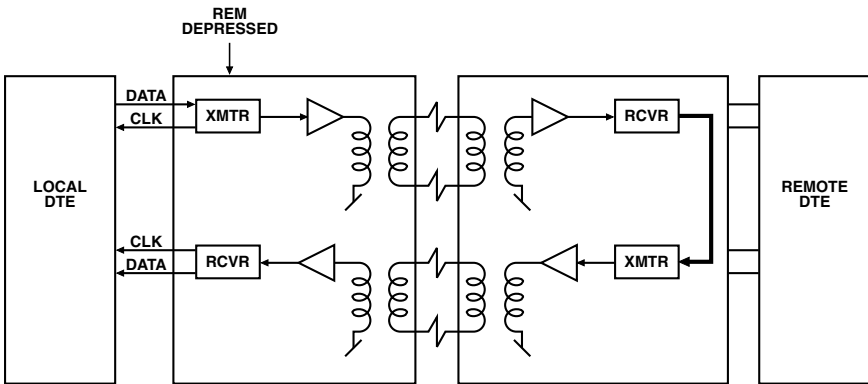 REM
DEPRESSED
DATA
XMTR
CLK
RCVR
LOCAL
DTE
REMOTE
DTE
CLK
RCVR
DATA
XMTR